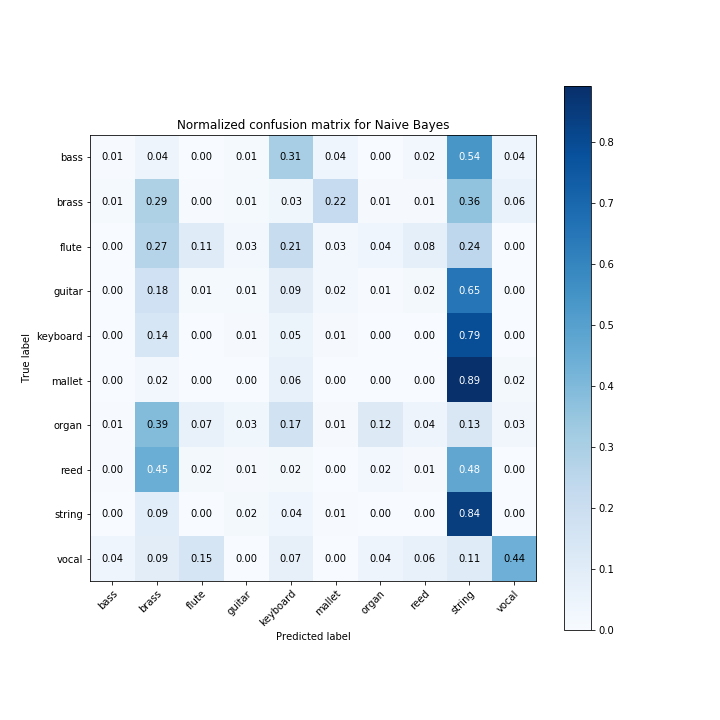 Normalized confusion matrix for Naive Bayes
bass 0.01 0.04 0.00 0.01 0.31 0.04 0.00 0.02 0.54 0.04
brass 0.01 0.29 0.00 0.01 0.03 0.22 0.01 0.01 0.36 0.06
flute 0.00 0.27 0.11 0.03 0.21 0.03 0.04 0.08 0.24 0.00
guitar 0.00 0.18 0.01 0.01 0.09 0.02 0.01 0.02 0.65 0.00
keyboard 0.00 0.14 0.00 0.01 0.05 0.01 0.00 0.00 0.79 0.00
mallet 0.00 0.02 0.00 0.00 0.06 0.00 0.00 0.00 0.89 0.02
organ 0.01 0.39 0.07 0.03 0.17 0.01 0.12 0.04 0.13 0.03
reed 0.00 0.45 0.02 0.01 0.02 0.00 0.02 0.01 0.48 0.00
string 0.00 0.09 0.00 0.02 0.04 0.01 0.00 0.00 0.84 0.00
vocal 0.04 0.09 0.15 0.00 0.07 0.00 0.04 0.06 0.11 0.44
bass brass flute guitar keyboard mallet organ reed string vocal
Predicted label
True label
0.8
0.7
0.6
0.5
0.4
0.3
0.2
0.1
0.0